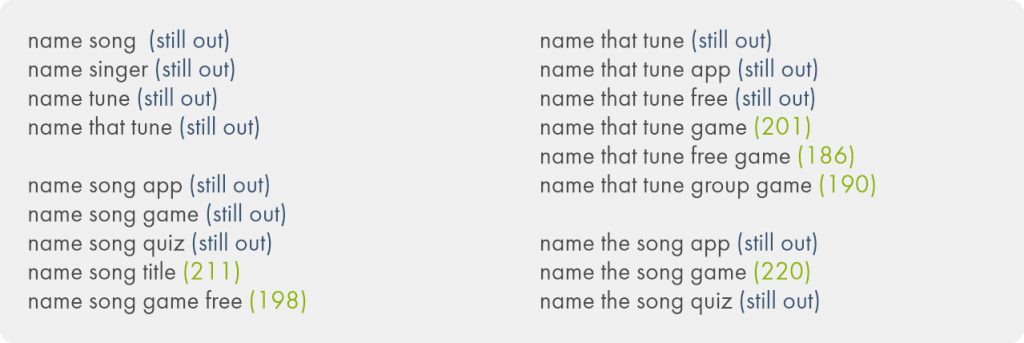 name song  (still out)
name singer (still out)
name tune (still out)
name that tune (still out)
name song app (still out)
name song game (still out)
name song quiz (still out)
name song title (211)
name song game free (198)
name that tune (still out)
name that tune app (still out)
name that tune free (still out)
name that tune game (201)
name that tune free game (186)
name that tune group game (190)
name the song app (still out)
name the song game (220)
name the song quiz (still out)